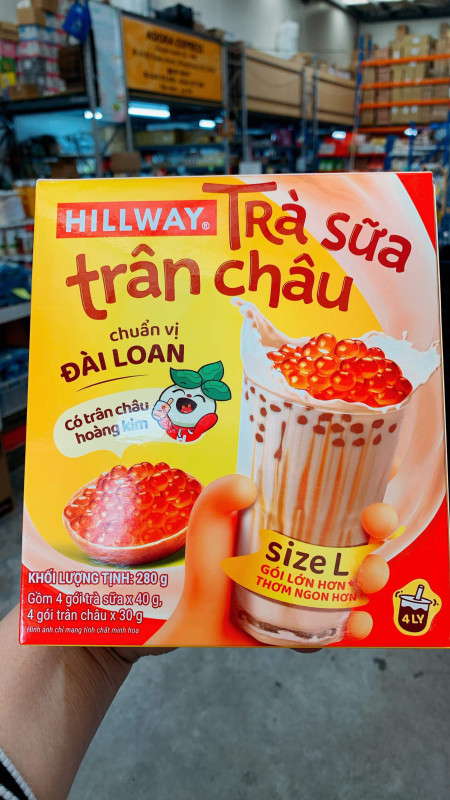 HILLWAY®
Trà sữa
trân châu
chuẩn vị
ĐÀI LOAN
Có trân châu
hoàng kim
size L
GÓI LỚN HƠN
THƠM NGON HƠN
KHỐI LƯỢNG TỊNH: 280 g
Gồm 4 gói trà sữa x 40 g,
4 gói trân châu x 30 g
Hình ảnh chỉ mang tính chất minh họa
4 LY